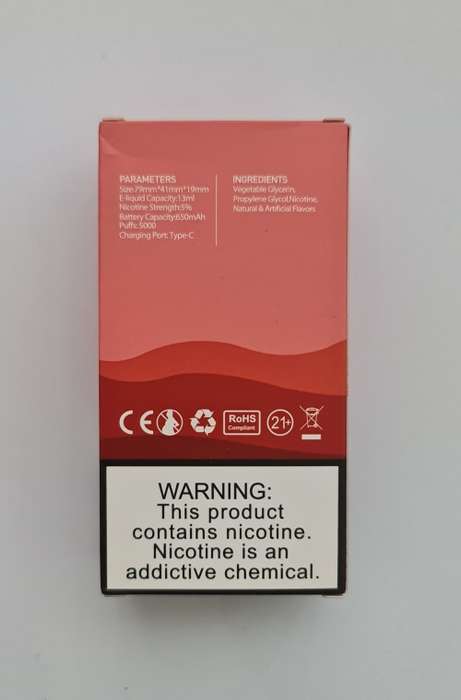 PARAMETERS
Size:79mm*41mm*19mm
E-liquid Capacity:13ml
Nicotine Strength:5%
Battery Capacity:650mAh
Puffs: 5000
Charging Port: Type-C
INGREDIENTS
Vegetable Glycerin,
Propylene Glycol,Nicotine,
Natural & Artificial Flavors
CE
RoHS
Compliant
21+
WARNING:
This product
contains nicotine.
Nicotine is an
addictive chemical.